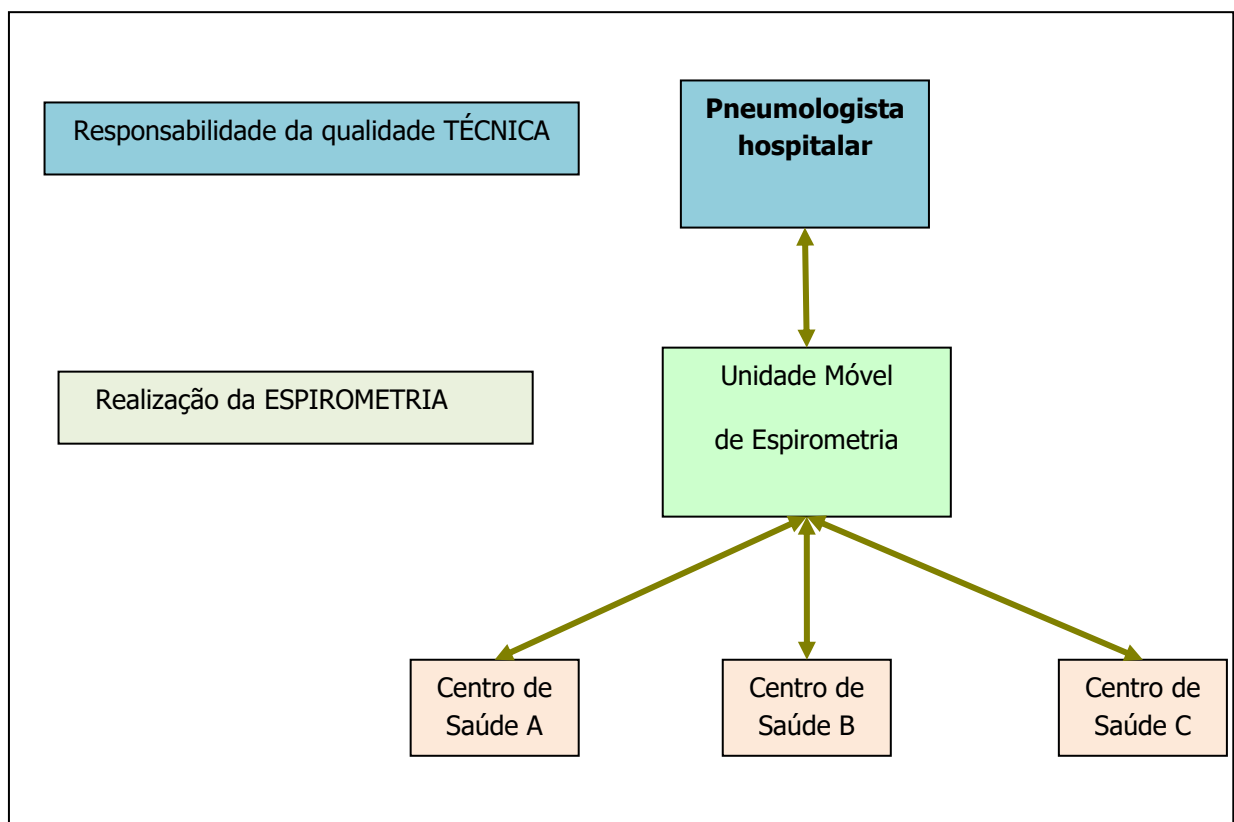 Responsabilidade da qualidade TÉCNICA
Pneumologista
hospitalar
Realização da ESPIROMETRIA
Unidade Móvel
de Espirometria
Centro de
Saúde A
Centro de
Saúde B
Centro de
Saúde C